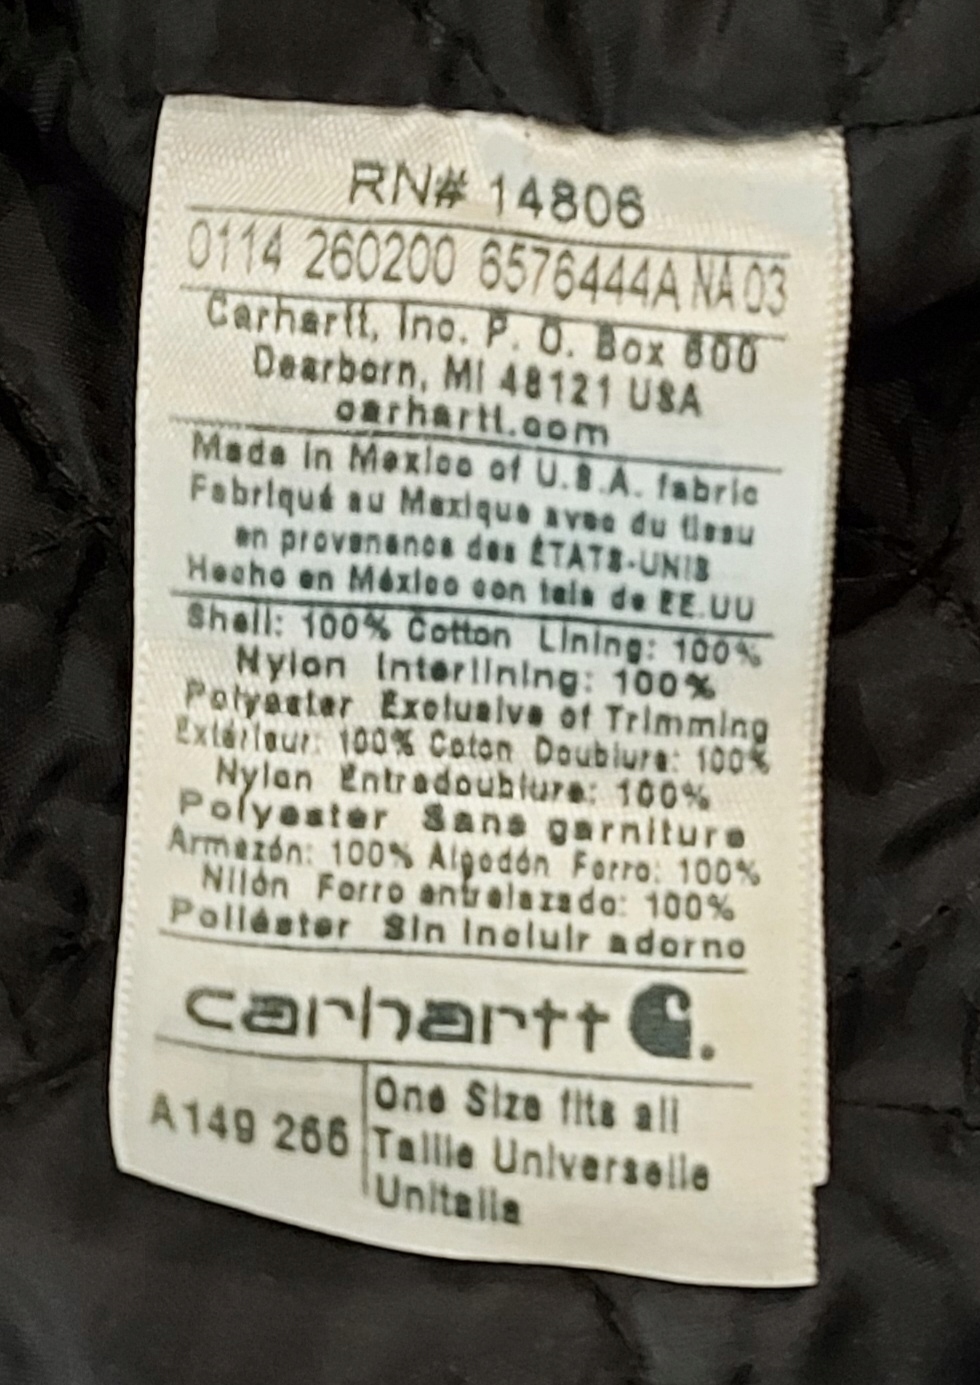 RN# 14806
0114 260200 6576444A NA 03
Carhartt, Inc. P. O. Box 600
Dearborn, MI 48121 USA
carhartt.com
Made in Mexico of U.S.A. fabric
Fabriqué au Mexique avec du tissu
en provenance des ÉTATS-UNIS
Hecho en México con tela de EE.UU
Shell: 100% Cotton Lining: 100%
Nylon Interlining: 100%
Polyester Exclusive of Trimming
Extérieur: 100% Coton Doublure: 100%
Nylon Entredoublure: 100%
Polyester Sans garniture
Armazón: 100% Algodón Forro: 100%
Nilón Forro entrelazado: 100%
Poliéster Sin incluir adorno
carhartt
A149 266
One Size fits all
Taille Universelle
Unitalla